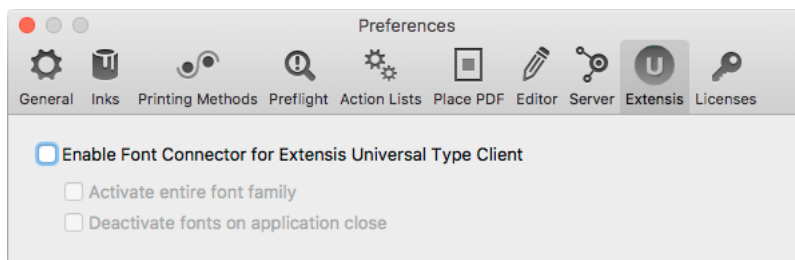 Preferences
General Inks Printing Methods Preflight Action Lists Place PDF Editor Server Extensis Licenses
Enable Font Connector for Extensis Universal Type Client
Activate entire font family
Deactivate fonts on application close